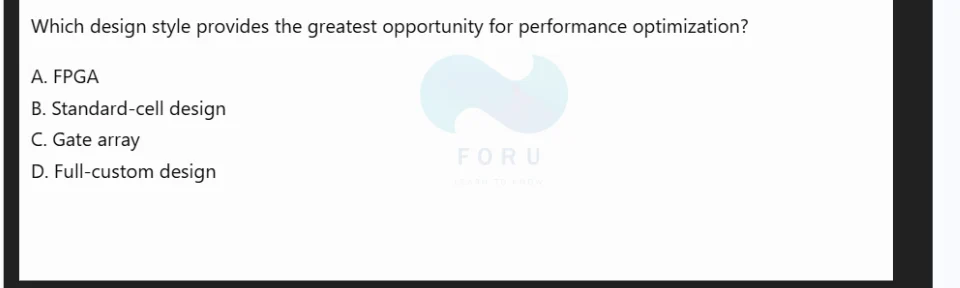 Which design style provides the greatest opportunity for performance optimization?
A. FPGA
B. Standard-cell design
C. Gate array
D. Full-custom design
FORU